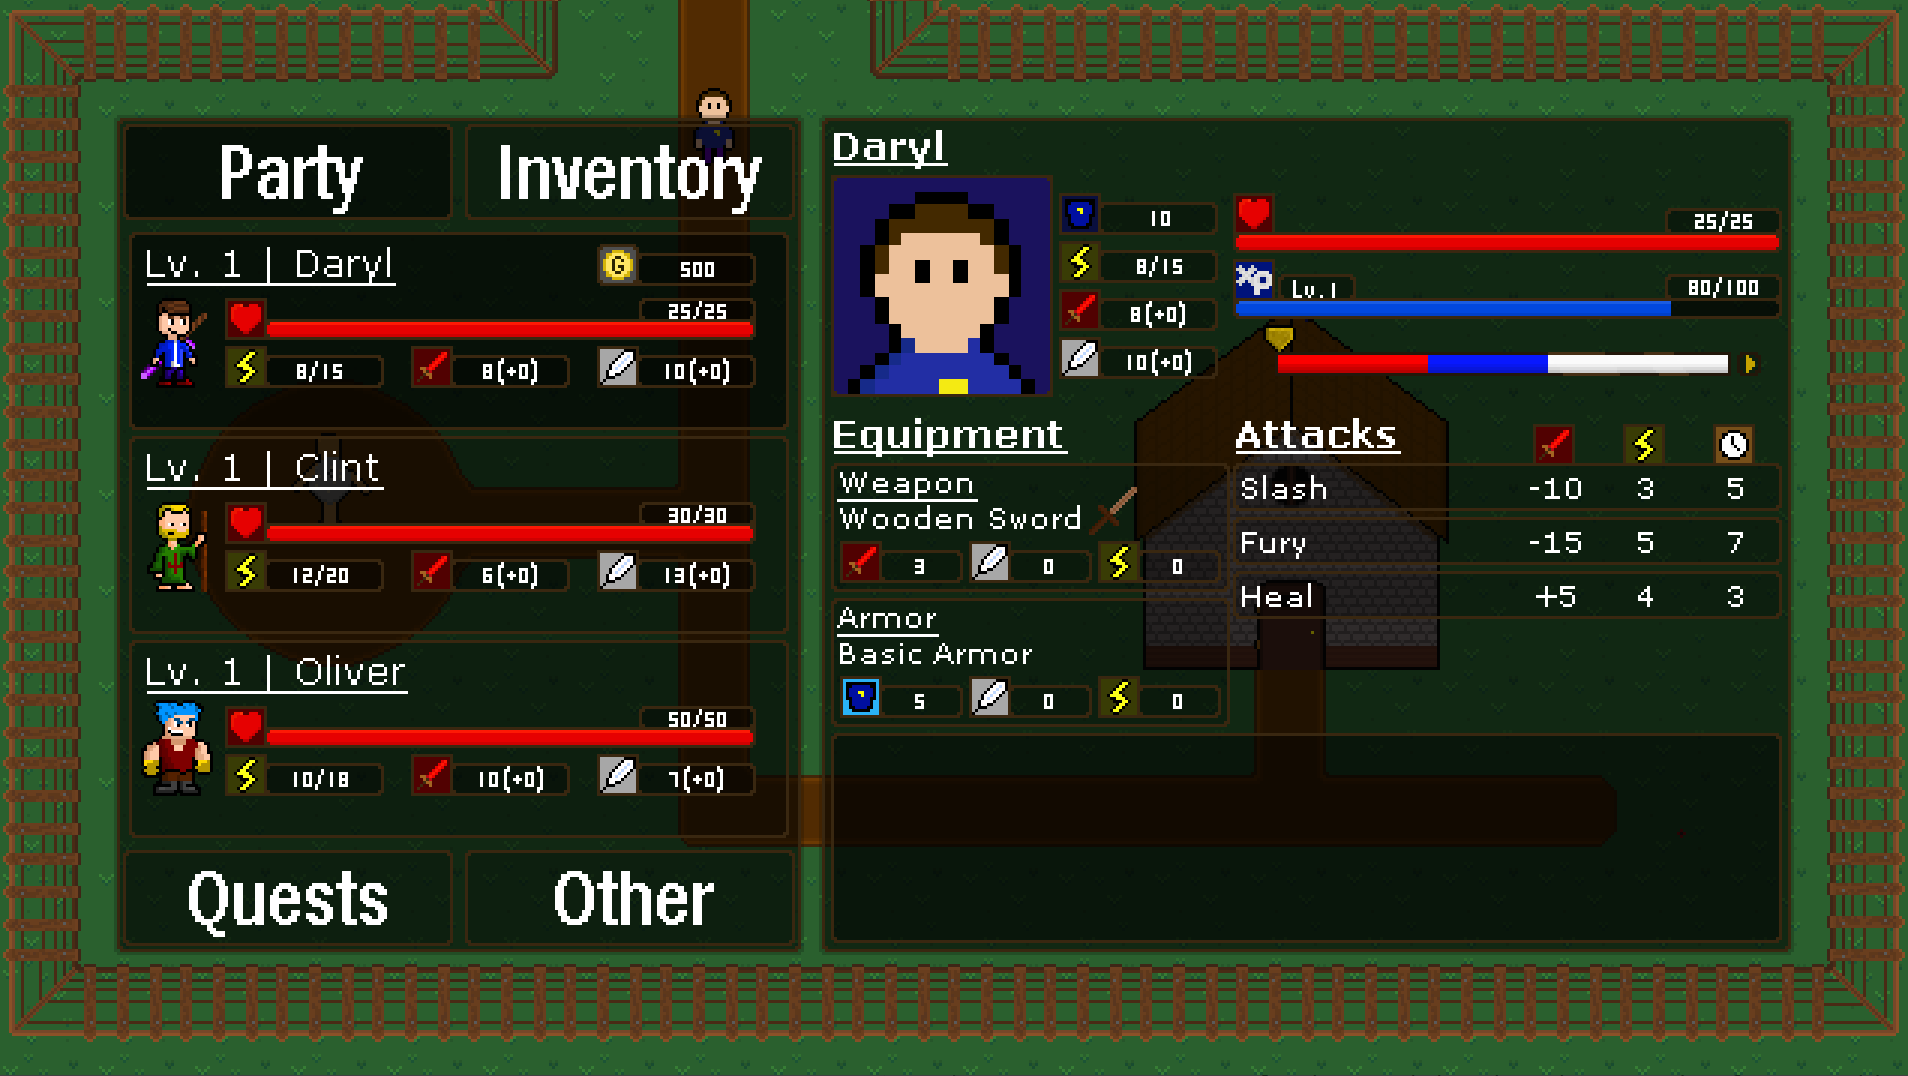 Party Inventory
Lv. 1 | Daryl G 500
25/25
8/15 8(+0) 10(+0)
Lv. 1 | Clint
30/30
12/20 6(+0) 13(+0)
Lv. 1 | Oliver
50/50
10/18 10(+0) 7(+0)
Quests Other
Daryl
10
8/15
8(+0)
10(+0)
25/25
XP Lv.1 80/100
Equipment
Weapon
Wooden Sword
3 0 0
Armor
Basic Armor
5 0 0
Attacks
Slash -10 3 5
Fury -15 5 7
Heal +5 4 3